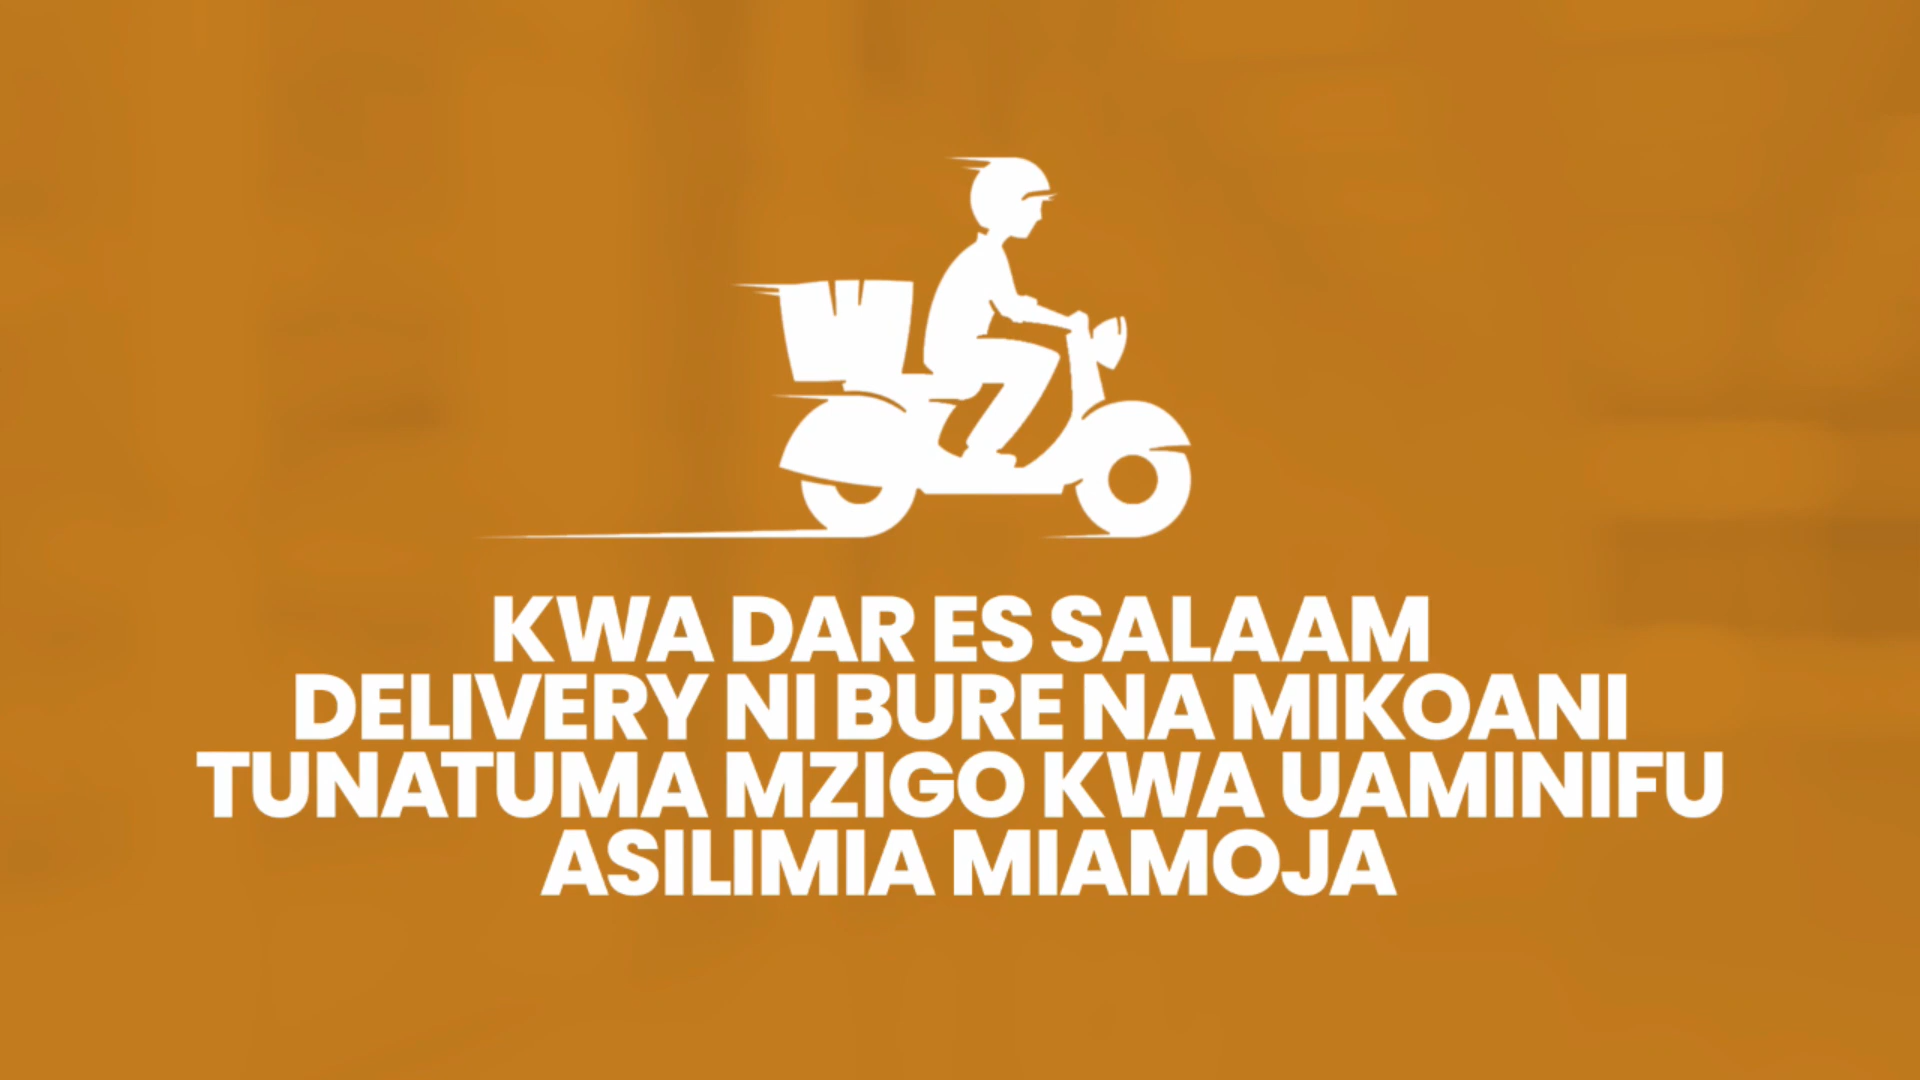 KWA DAR ES SALAAM
DELIVERY NI BURE NA MIKOANI
TUNATUMA MZIGO KWA UAMINIFU
ASILIMIA MIAMOJA